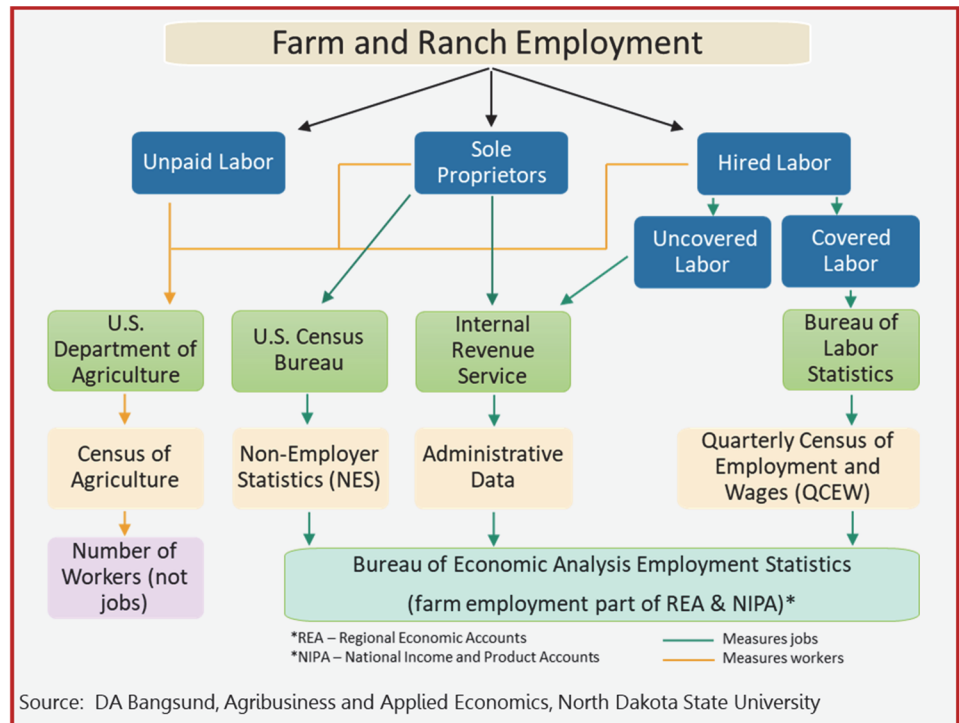 Farm and Ranch Employment
Unpaid Labor
Sole
Proprietors
Hired Labor
Uncovered
Labor
Covered
Labor
U.S.
Department of
Agriculture
U.S. Census
Bureau
Internal
Revenue
Service
Bureau of
Labor
Statistics
Census of
Agriculture
Non-Employer
Statistics (NES)
Administrative
Data
Quarterly Census of
Employment and
Wages (QCEW)
Number of
Workers (not
jobs)
Bureau of Economic Analysis Employment Statistics
(farm employment part of REA & NIPA)*
*REA – Regional Economic Accounts
*NIPA – National Income and Product Accounts
Measures jobs
Measures workers
Source: DA Bangsund, Agribusiness and Applied Economics, North Dakota State University